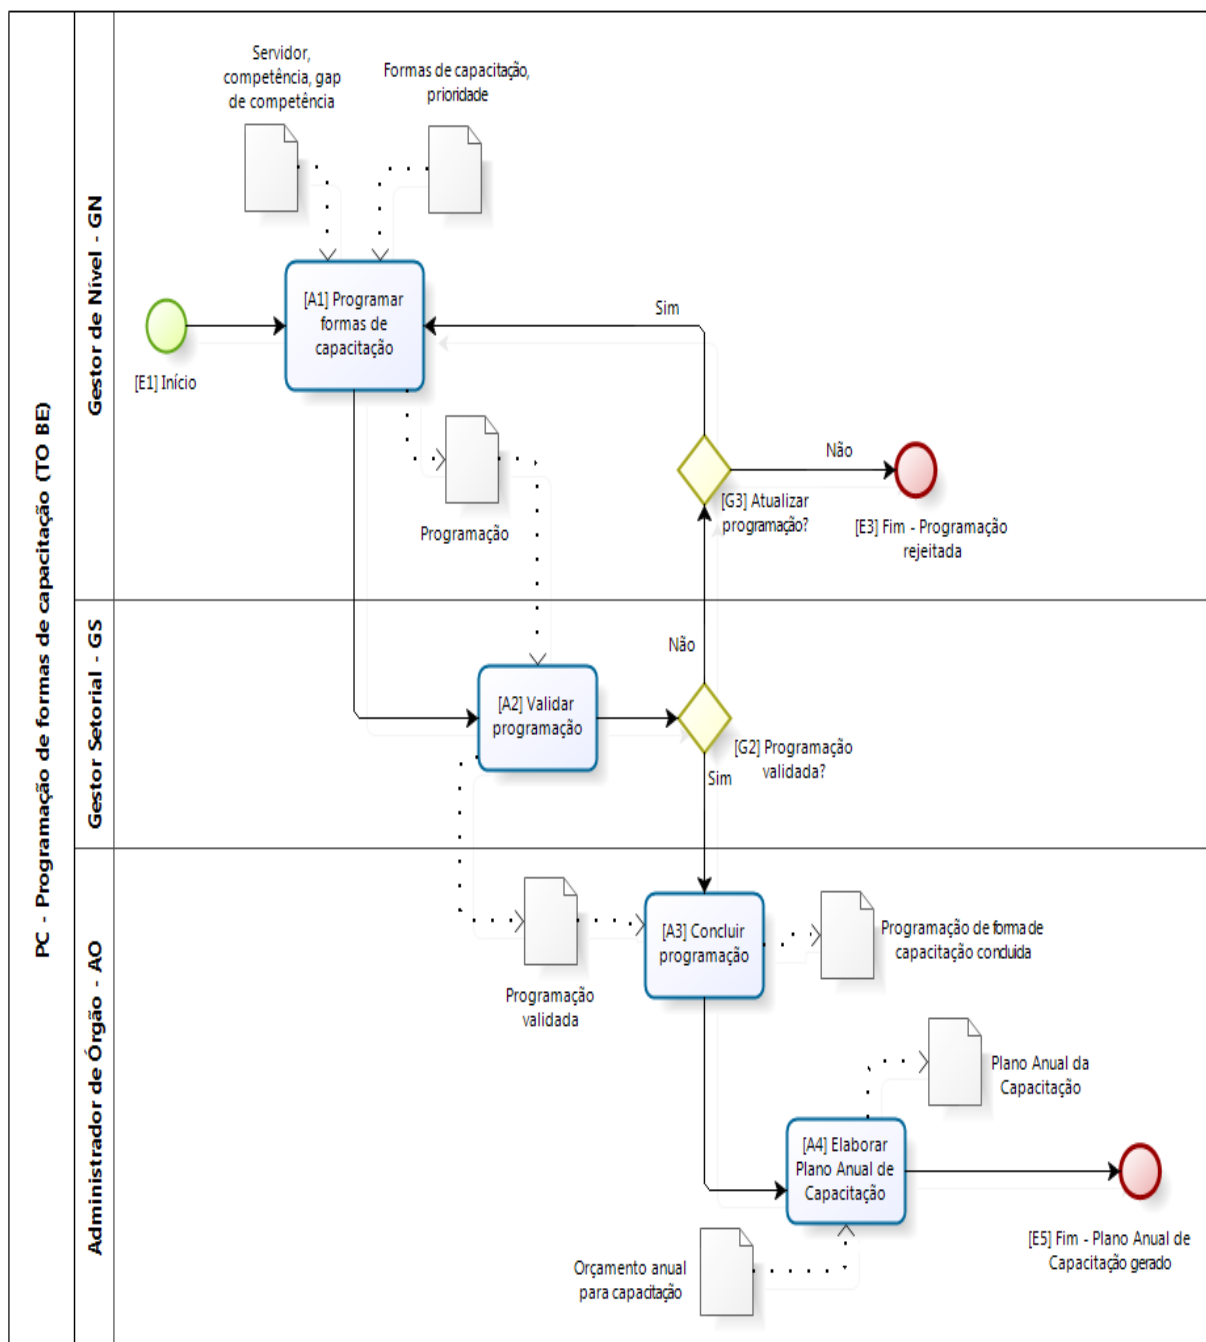 PC - Programação de formas de capacitação (TO BE)
Gestor de Nível - GN
Servidor,
competência, gap
de competência
Formas de capacitação,
prioridade
[A1] Programar
formas de
capacitação
[E1] Início
Sim
Programação
Não
[G3] Atualizar
programação?
[E3] Fim - Programação
rejeitada
Gestor Setorial - GS
Não
[A2] Validar
programação
[G2] Programação
validada?
Sim
Administrador de Órgão - AO
[A3] Concluir
programação
Programação de forma de
capacitação concluida
Programação
validada
Plano Anual da
Capacitação
[A4] Elaborar
Plano Anual de
Capacitação
[E5] Fim - Plano Anual de
Capacitação gerado
Orçamento anual
para capacitação